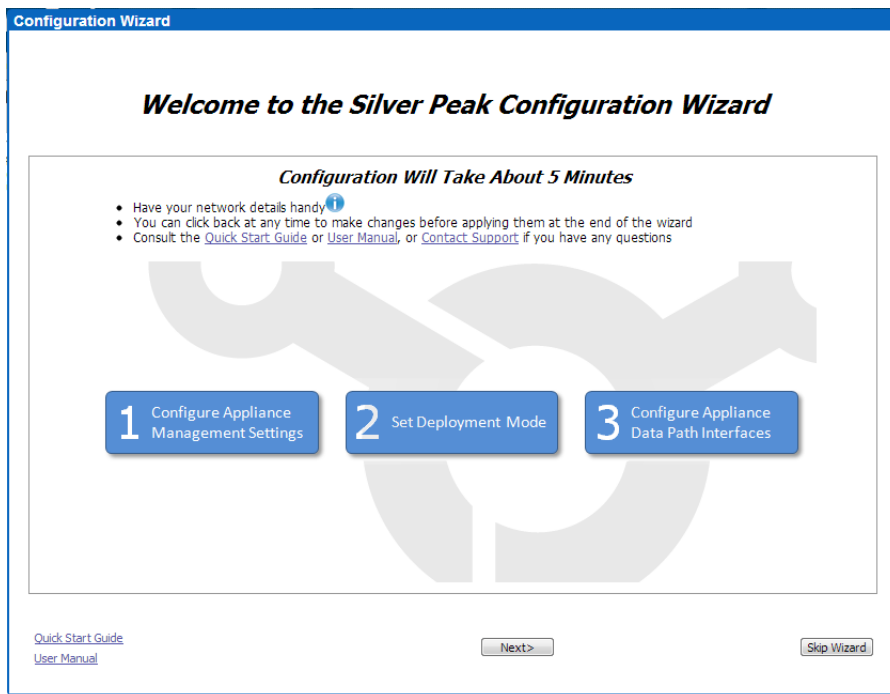 Configuration Wizard
Welcome to the Silver Peak Configuration Wizard
Configuration Will Take About 5 Minutes
• Have your network details handy
• You can click back at any time to make changes before applying them at the end of the wizard
• Consult the Quick Start Guide or User Manual, or Contact Support if you have any questions
1 Configure Appliance
Management Settings
2 Set Deployment Mode
3 Configure Appliance
Data Path Interfaces
Quick Start Guide
User Manual
Next>
Skip Wizard